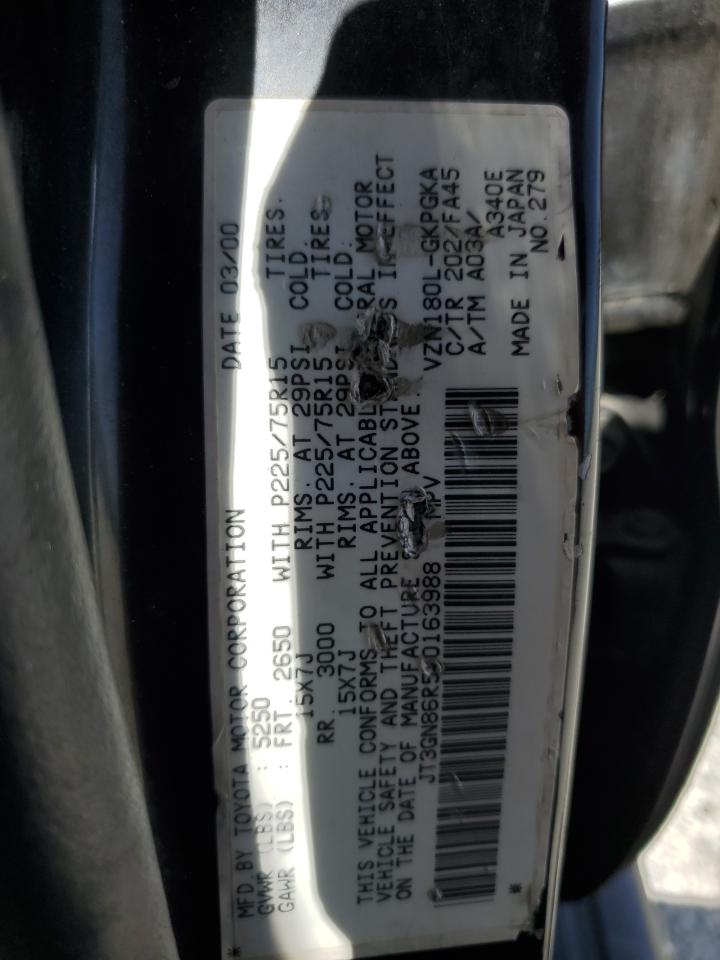 MFD BY TOYOTA MOTOR CORPORATION DATE 03/00
GVWR (LBS) : 5250
GAWR (LBS) : FRT. 2650 WITH P225/75R15 TIRES.
15X7J RIMS. AT 29PSI COLD.
RR. 3000 WITH P225/75R15 TIRES.
15X7J RIMS. AT 29PSI COLD.
THIS VEHICLE CONFORMS TO ALL APPLICABLE MOTOR
VEHICLE SAFETY AND THEFT PREVENTION IN EFFECT
ON THE DATE OF MANUFACTURE ABOVE.
MPV VZN180L-GKPGKA
C/TR 202/FA45
A/TM A03A/A340E
MADE IN JAPAN
NO.279